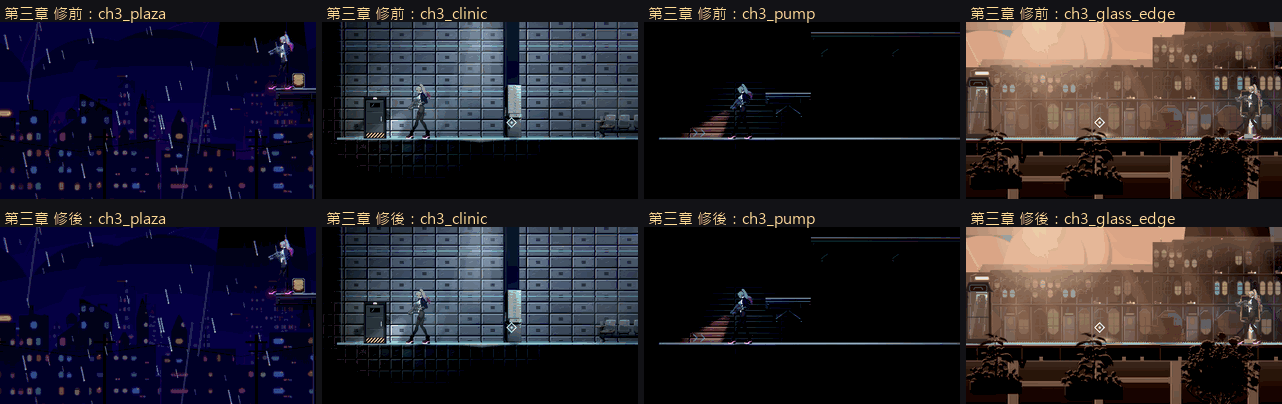 第三章 修前：ch3_plaza
第三章 修前：ch3_clinic
第三章 修前：ch3_pump
第三章 修前：ch3_glass_edge
第三章 修後：ch3_plaza
第三章 修後：ch3_clinic
第三章 修後：ch3_pump
第三章 修後：ch3_glass_edge